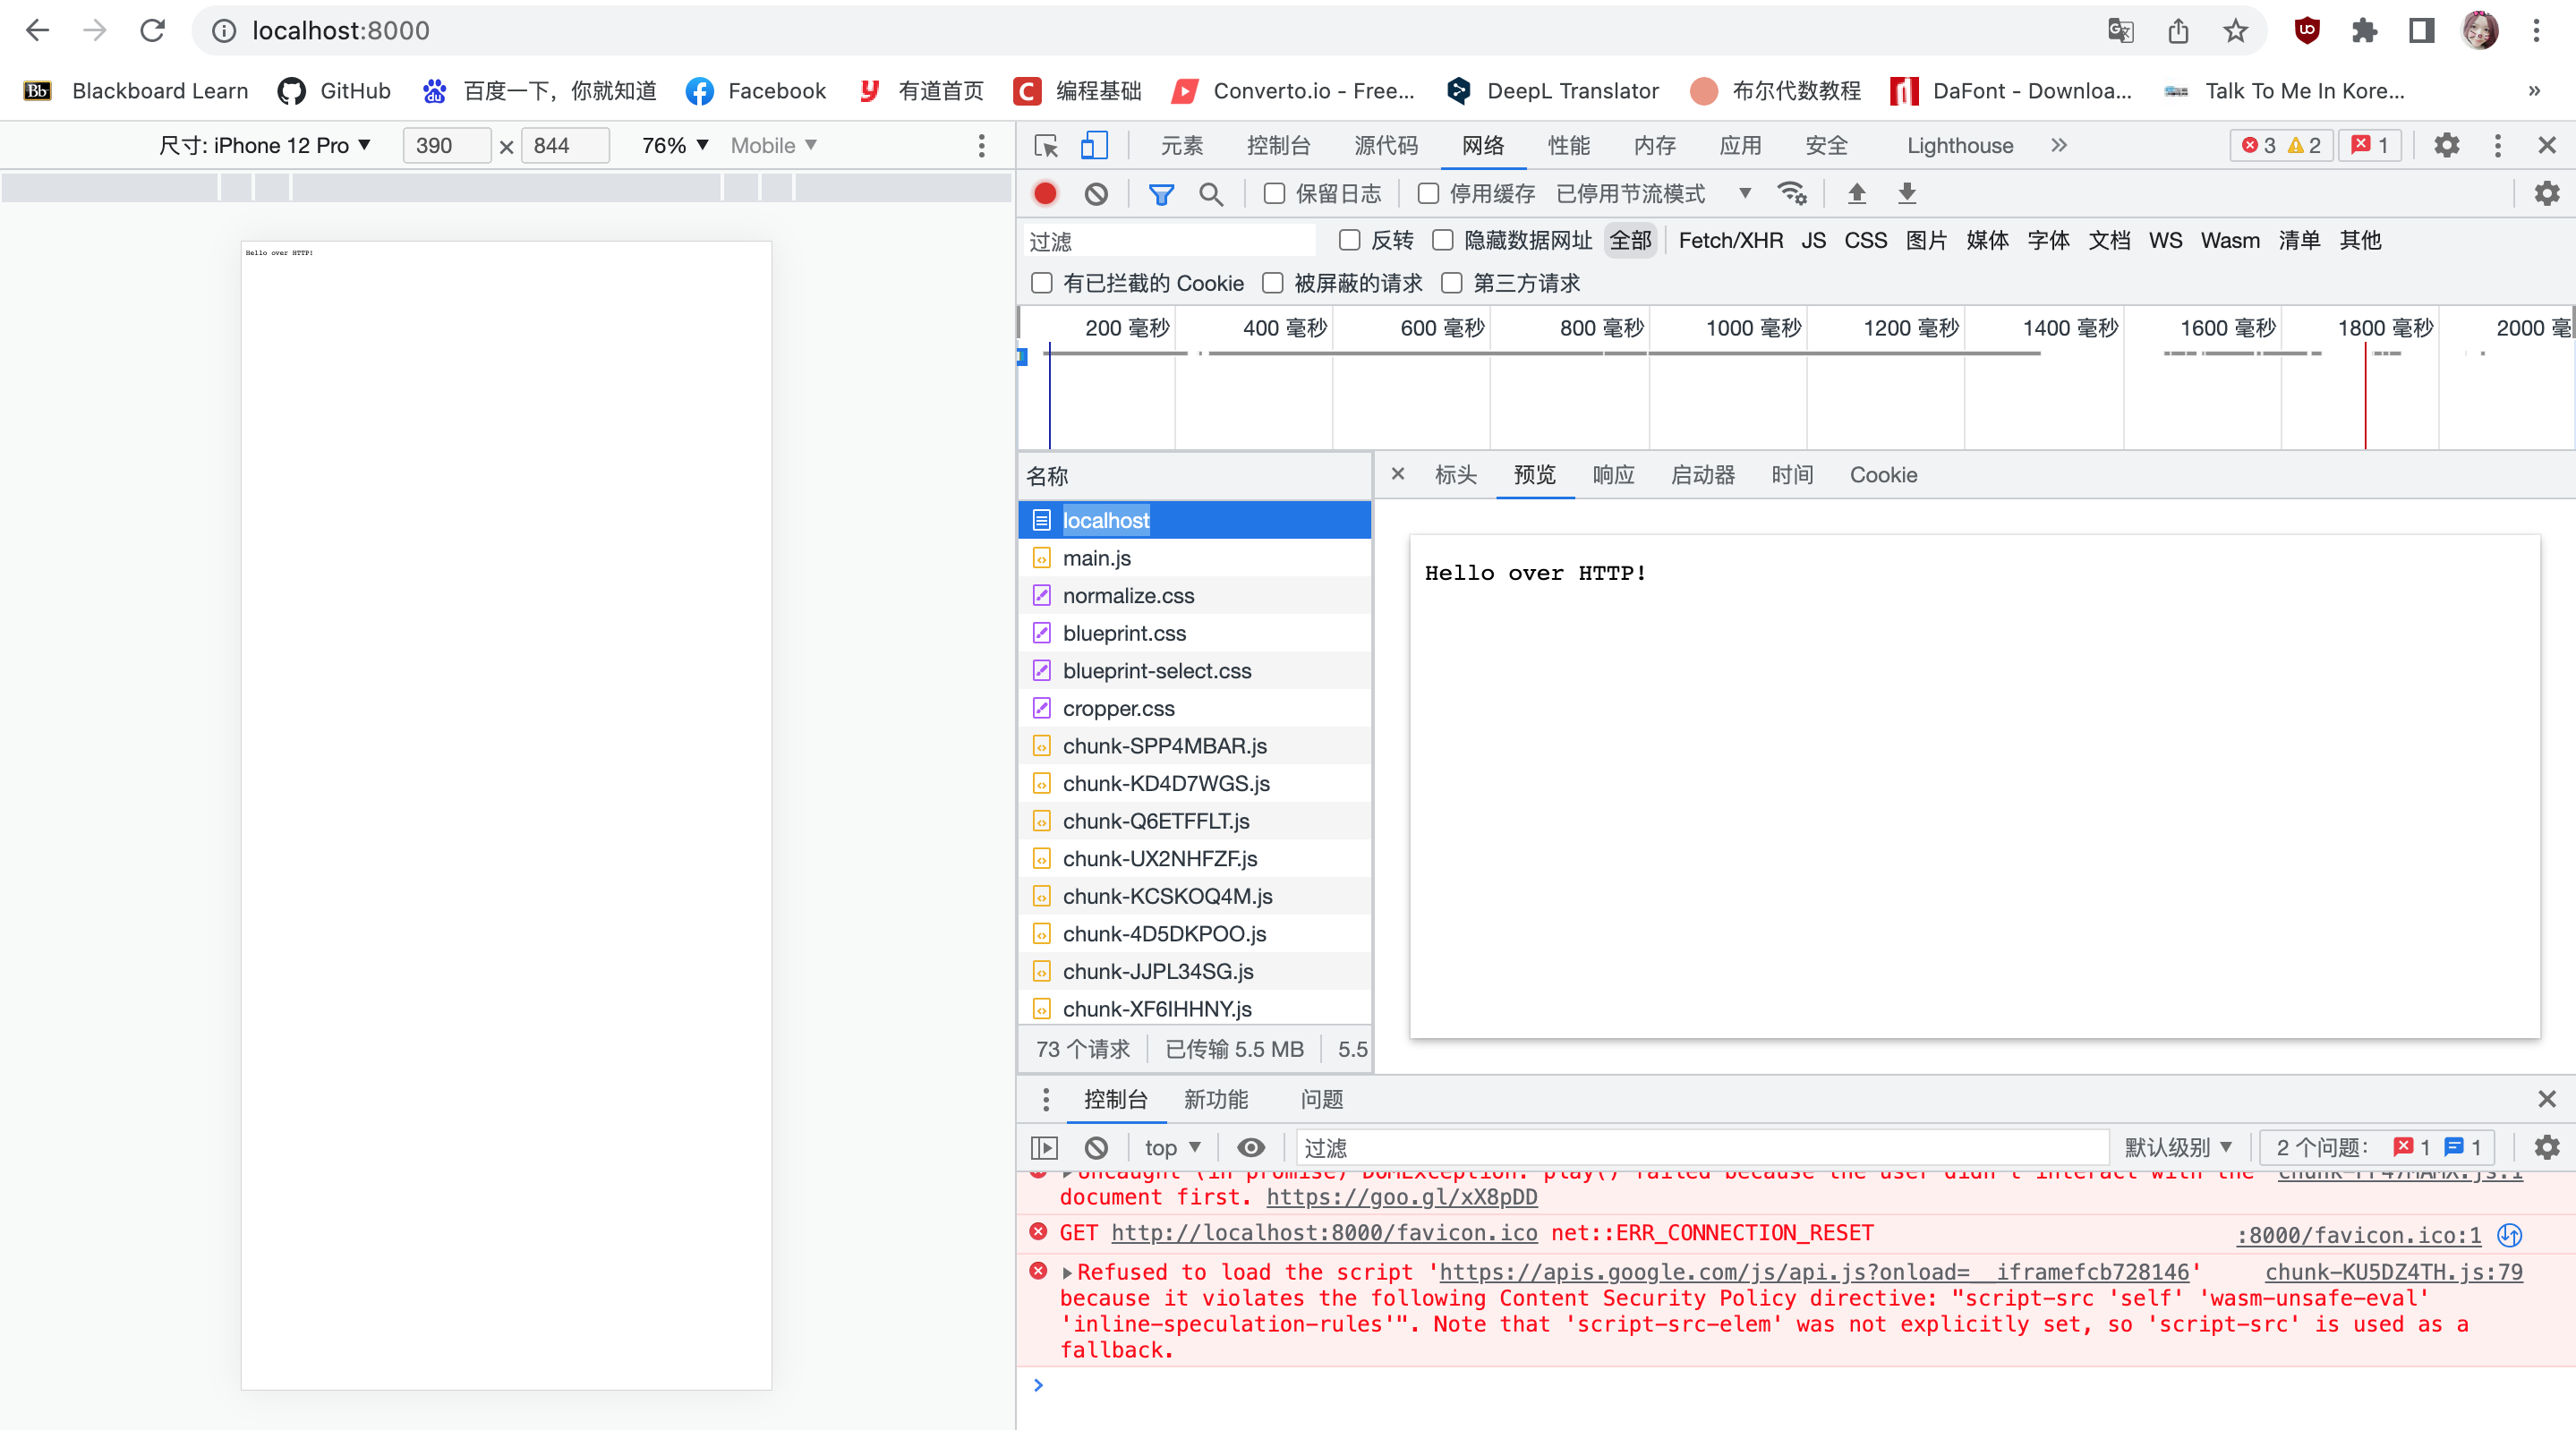 localhost:8000
Blackboard Learn GitHub 百度一下，你就知道 Facebook 有道首页 编程基础 Converto.io - Free... DeepL Translator 布尔代数教程 DaFont - Downloa... Talk To Me In Kore... »
尺寸: iPhone 12 Pro 390 × 844 76% Mobile
元素 控制台 源代码 网络 性能 内存 应用 安全 Lighthouse » 3 2 1
保留日志 停用缓存 已停用节流模式
过滤 反转 隐藏数据网址 全部 Fetch/XHR JS CSS 图片 媒体 字体 文档 WS Wasm 清单 其他
有已拦截的 Cookie 被屏蔽的请求 第三方请求
200 毫秒 400 毫秒 600 毫秒 800 毫秒 1000 毫秒 1200 毫秒 1400 毫秒 1600 毫秒 1800 毫秒 2000 毫
Hello over HTTP!
名称
localhost
main.js
normalize.css
blueprint.css
blueprint-select.css
cropper.css
chunk-SPP4MBAR.js
chunk-KD4D7WGS.js
chunk-Q6ETFFLT.js
chunk-UX2NHFZF.js
chunk-KCSKOQ4M.js
chunk-4D5DKPOO.js
chunk-JJPL34SG.js
chunk-XF6IHHNY.js
73 个请求 已传输 5.5 MB 5.5
标头 预览 响应 启动器 时间 Cookie
Hello over HTTP!
控制台 新功能 问题
top 过滤 默认级别 2 个问题: 1 1
Uncaught (in promise) DOMException: play() failed because the user didn't interact with the
document first. https://goo.gl/xX8pDD
GET http://localhost:8000/favicon.ico net::ERR_CONNECTION_RESET :8000/favicon.ico:1
Refused to load the script 'https://apis.google.com/js/api.js?onload=__iframefcb728146' chunk-KU5DZ4TH.js:79
because it violates the following Content Security Policy directive: "script-src 'self' 'wasm-unsafe-eval'
'inline-speculation-rules'". Note that 'script-src-elem' was not explicitly set, so 'script-src' is used as a
fallback.